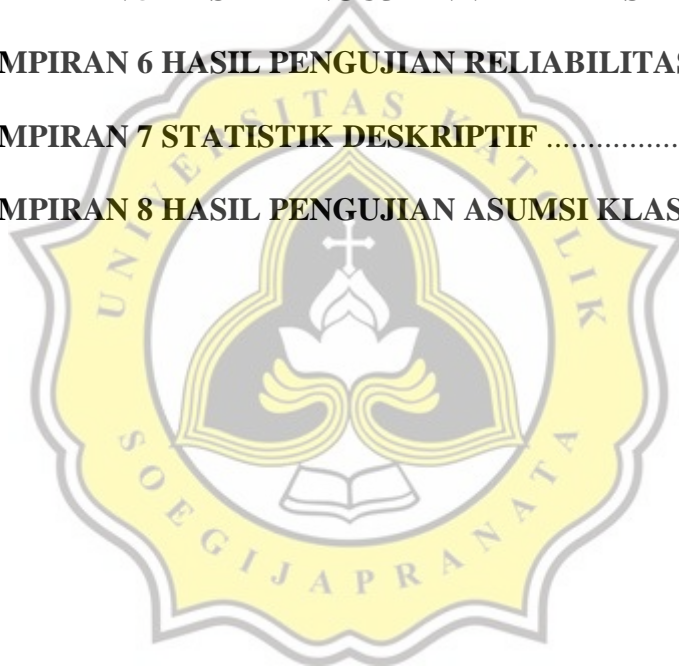 MPIRAN 6 HASIL PENGUJIAN RELIABILITAS
MPIRAN 7 STATISTIK DESKRIPTIF ................
MPIRAN 8 HASIL PENGUJIAN ASUMSI KLAS
UNIVERSITAS KATOLIK
SOEGIJAPRANATA